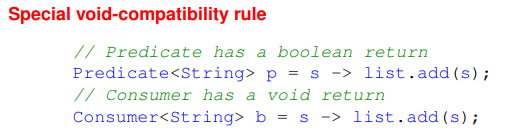 Special void-compatibility rule
// Predicate has a boolean return
Predicate<String> p = s -> list.add(s);
// Consumer has a void return
Consumer<String> b = s -> list.add(s);